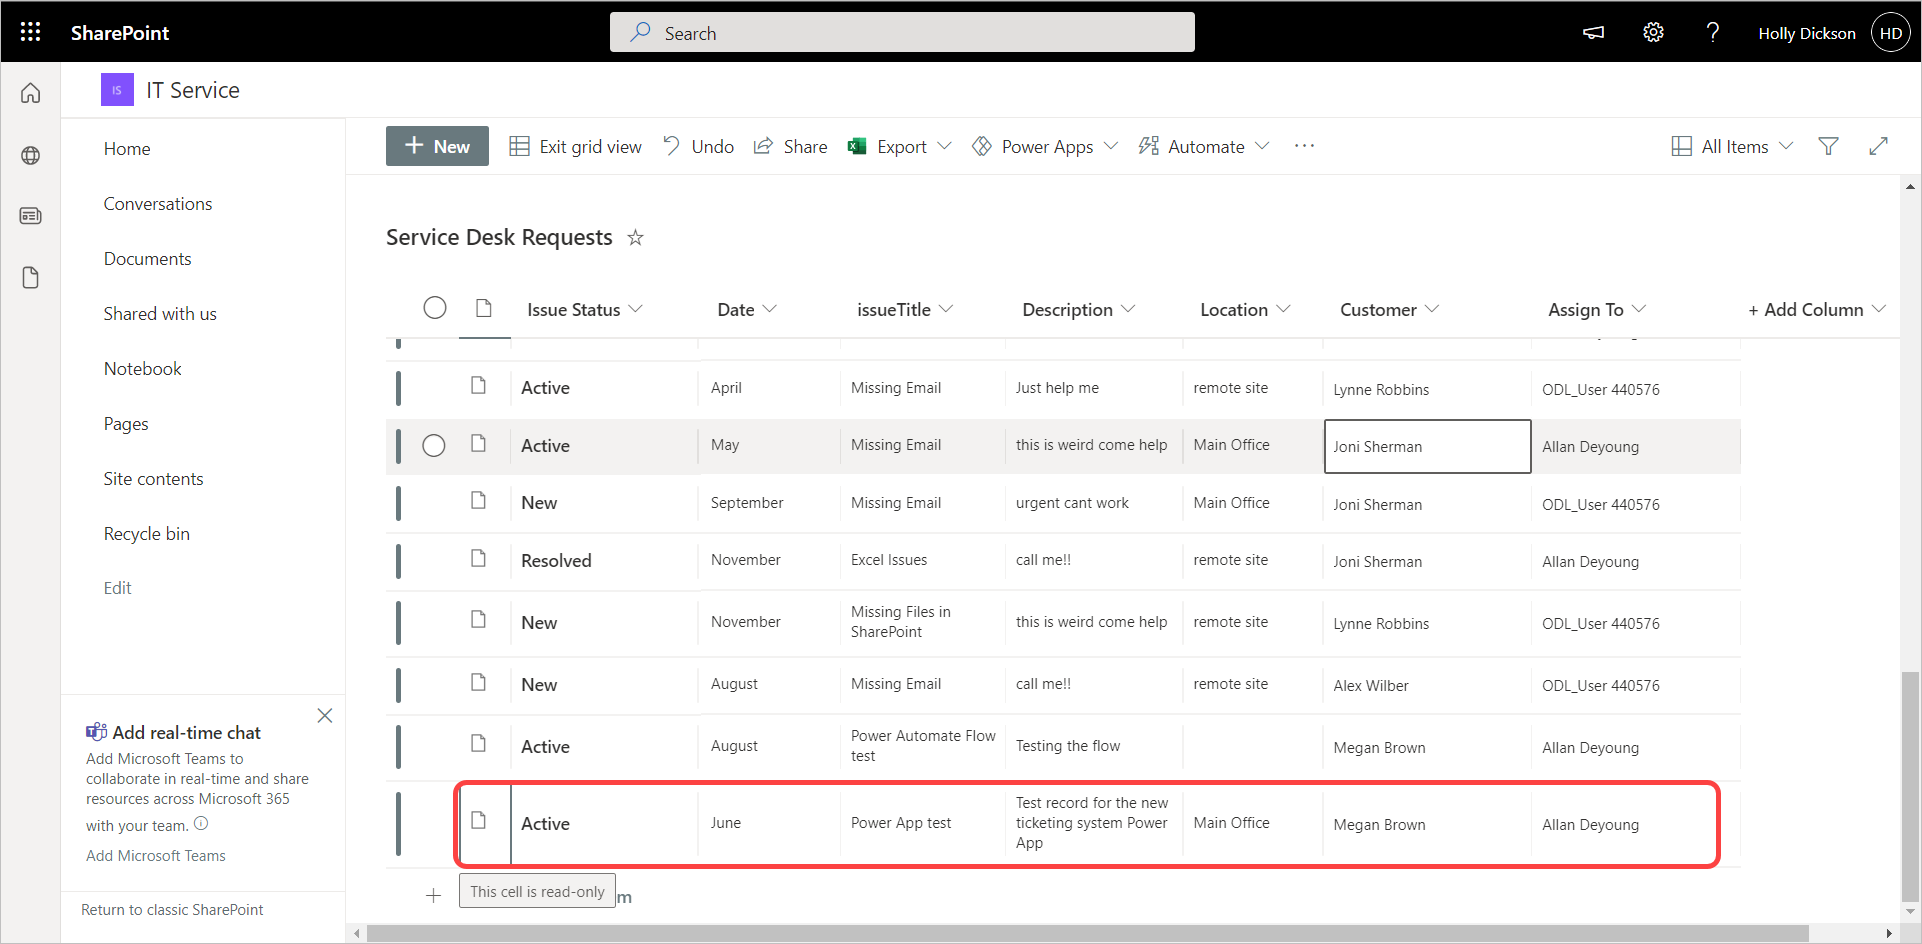 SharePoint
Search
Holly Dickson
HD
IS
IT Service
Home
Conversations
Documents
Shared with us
Notebook
Pages
Site contents
Recycle bin
Edit
Add real-time chat
Add Microsoft Teams to
collaborate in real-time and share
resources across Microsoft 365
with your team.
Add Microsoft Teams
Return to classic SharePoint
+ New
Exit grid view
Undo
Share
Export
Power Apps
Automate
...
All Items
Service Desk Requests
Issue Status Date issueTitle Description Location Customer Assign To + Add Column
Active April Missing Email Just help me remote site Lynne Robbins ODL_User 440576
Active May Missing Email this is weird come help Main Office Joni Sherman Allan Deyoung
New September Missing Email urgent cant work Main Office Joni Sherman ODL_User 440576
Resolved November Excel Issues call me!! remote site Joni Sherman Allan Deyoung
New November Missing Files in
SharePoint this is weird come help remote site Lynne Robbins ODL_User 440576
New August Missing Email call me!! remote site Alex Wilber ODL_User 440576
Active August Power Automate Flow
test Testing the flow Megan Brown Allan Deyoung
Active June Power App test Test record for the new
ticketing system Power
App Main Office Megan Brown Allan Deyoung
+ This cell is read-only m